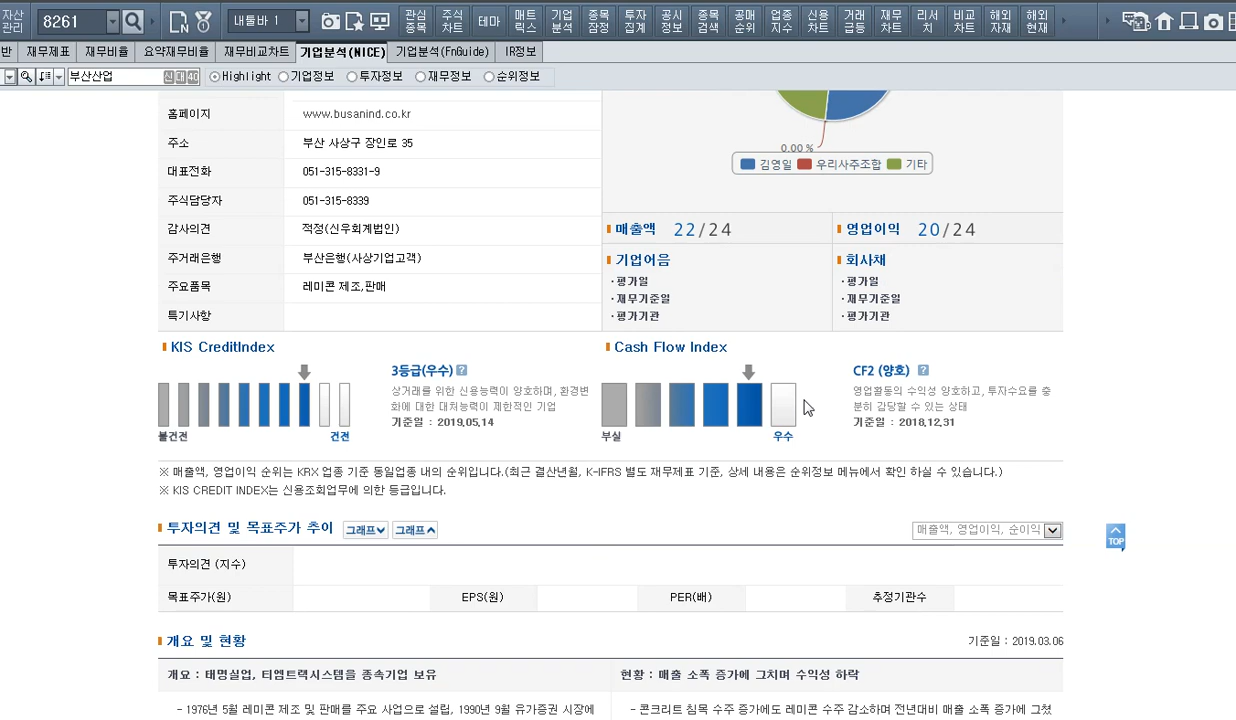 자산 관리
8261
내툴바 1
관심 종목
주식 차트
테마
매트 릭스
기업 분석
종목 잠정
투자 집계
공시 정보
종목 검색
공매 순위
업종 지수
신용 차트
거래 급등
재무 차트
리서 치
비교 차트
해외 자재
해외 현재
반 재무제표 재무비율 요약재무비율 재무비교차트 기업분석(NICE) 기업분석(FnGuide) IR정보
부산산업 신 대 40 Highlight 기업정보 투자정보 재무정보 순위정보
홈페이지 www.busanind.co.kr
주소 부산 사상구 장인로 35
대표전화 051-315-8331-9
주식담당자 051-315-8339
감사의견 적정(신우회계법인)
주거래은행 부산은행(사상기업고객)
주요품목 레미콘 제조,판매
특기사항
0.00 %
김영일 우리사주조합 기타
매출액 22/24 영업이익 20/24
기업어음 회사채
·평가일 ·평가일
·재무기준일 ·재무기준일
·평가기관 ·평가기관
KIS CreditIndex
불건전 건전
3등급(우수) ?
상거래를 위한 신용능력이 양호하며, 환경변
화에 대한 대처능력이 제한적인 기업
기준일 : 2019.05.14
Cash Flow Index
부실 우수
CF2 (양호) ?
영업활동의 수익성 양호하고, 투자수요를 충
분히 감당할 수 있는 상태
기준일 : 2018.12.31
※ 매출액, 영업이익 순위는 KRX 업종 기준 동일업종 내의 순위입니다.(최근 결산년월, K-IFRS 별도 재무제표 기준, 상세 내용은 순위정보 메뉴에서 확인 하실 수 있습니다.)
※ KIS CREDIT INDEX는 신용조회업무에 의한 등급입니다.
투자의견 및 목표주가 추이 그래프 그래프 매출액, 영업이익, 순이익
TOP
투자의견 (지수)
목표주가(원) EPS(원) PER(배) 추정기관수
개요 및 현황 기준일 : 2019.03.06
개요 : 태명실업, 티엠트랙시스템을 종속기업 보유
현황 : 매출 소폭 증가에 그치며 수익성 하락
- 1976년 5월 레미콘 제조 및 판매를 주요 사업으로 설립, 1990년 9월 유가증권 시장에
- 콘크리트 침목 수주 증가에도 레미콘 수주 감소하며 전년대비 매출 소폭 증가에 그쳤